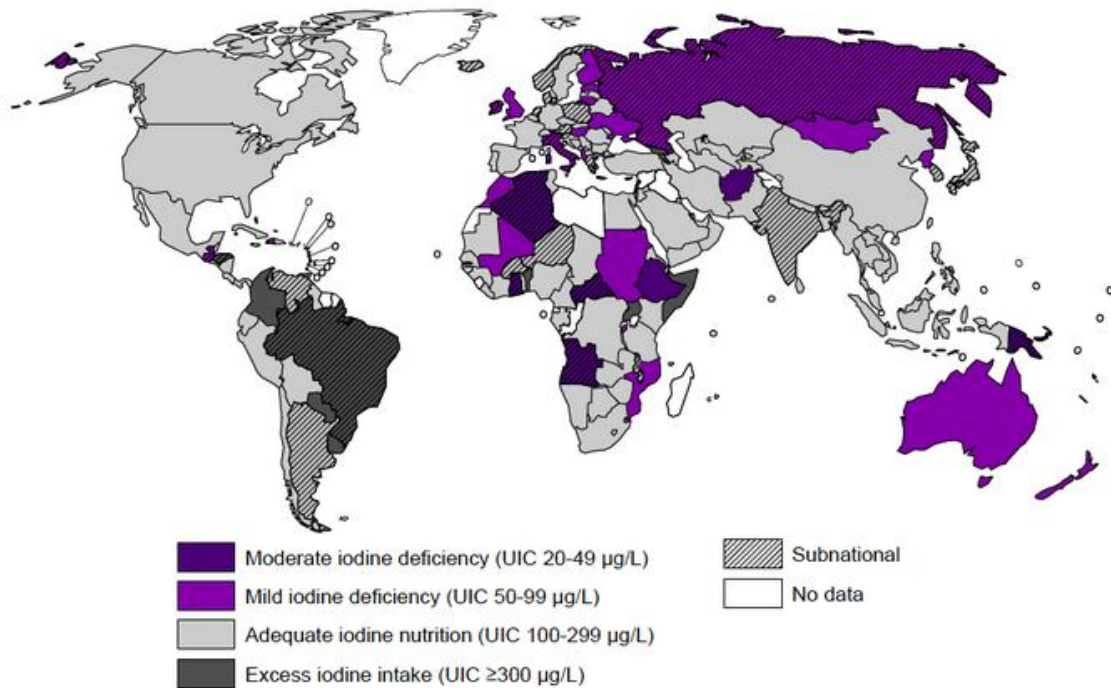 Moderate iodine deficiency (UIC 20-49 µg/L)
Mild iodine deficiency (UIC 50-99 µg/L)
Adequate iodine nutrition (UIC 100-299 µg/L)
Excess iodine intake (UIC ≥300 µg/L)
Subnational
No data